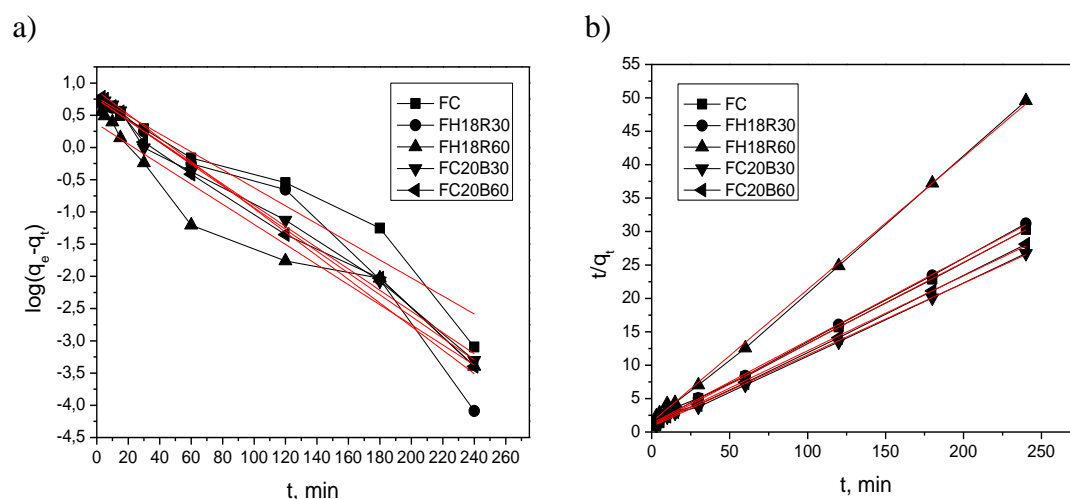 a)
1,0
0,5
0,0
-0,5
-1,0
-1,5
-2,0
-2,5
-3,0
-3,5
-4,0
-4,5
log(qe-qt)
FC
FH18R30
FH18R60
FC20B30
FC20B60
0 20 40 60 80 100 120 140 160 180 200 220 240 260
t, min
b)
55
50
45
40
35
30
25
20
15
10
5
0
t/qt
FC
FH18R30
FH18R60
FC20B30
FC20B60
0 50 100 150 200 250
t, min